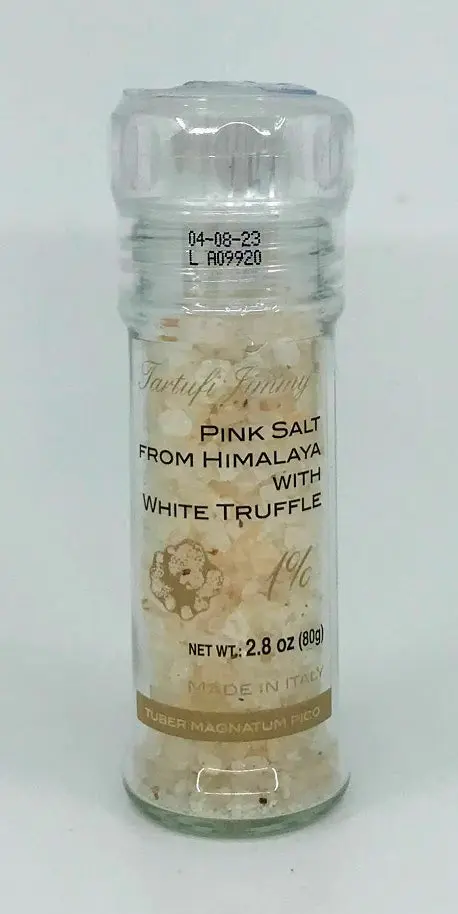 04-08-23
L A09920
Tartufi Jimmy
PINK SALT
FROM HIMALAYA
WITH
WHITE TRUFFLE
1%
NET WT.: 2.8 oz (80g)
MADE IN ITALY
TUBER MAGNATUM PICO